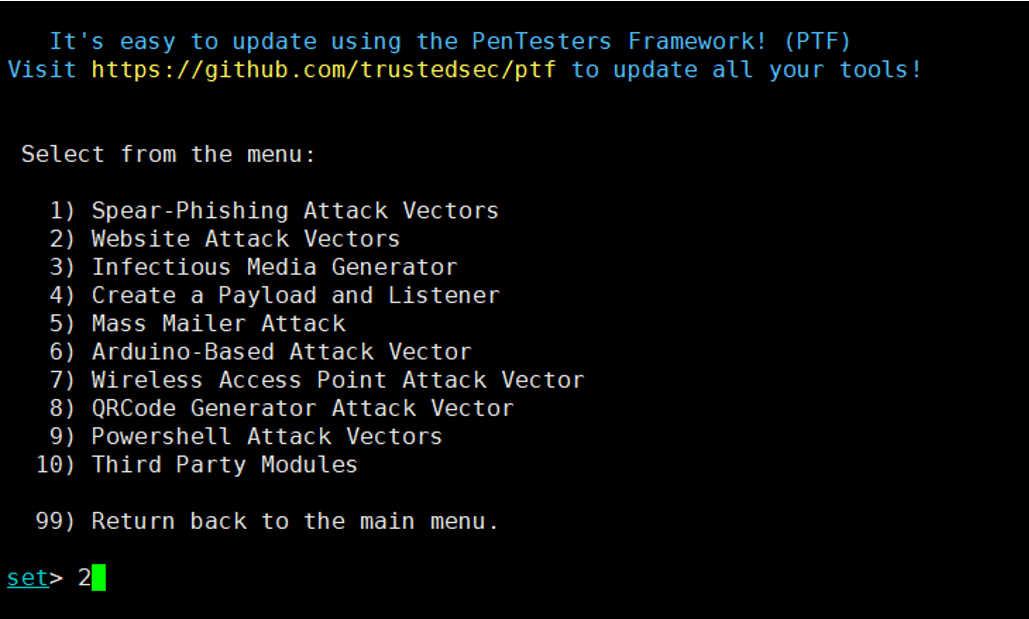 It's easy to update using the PenTesters Framework! (PTF)
Visit https://github.com/trustedsec/ptf to update all your tools!
Select from the menu:
1) Spear-Phishing Attack Vectors
2) Website Attack Vectors
3) Infectious Media Generator
4) Create a Payload and Listener
5) Mass Mailer Attack
6) Arduino-Based Attack Vector
7) Wireless Access Point Attack Vector
8) QRCode Generator Attack Vector
9) Powershell Attack Vectors
10) Third Party Modules
99) Return back to the main menu.
set> 2